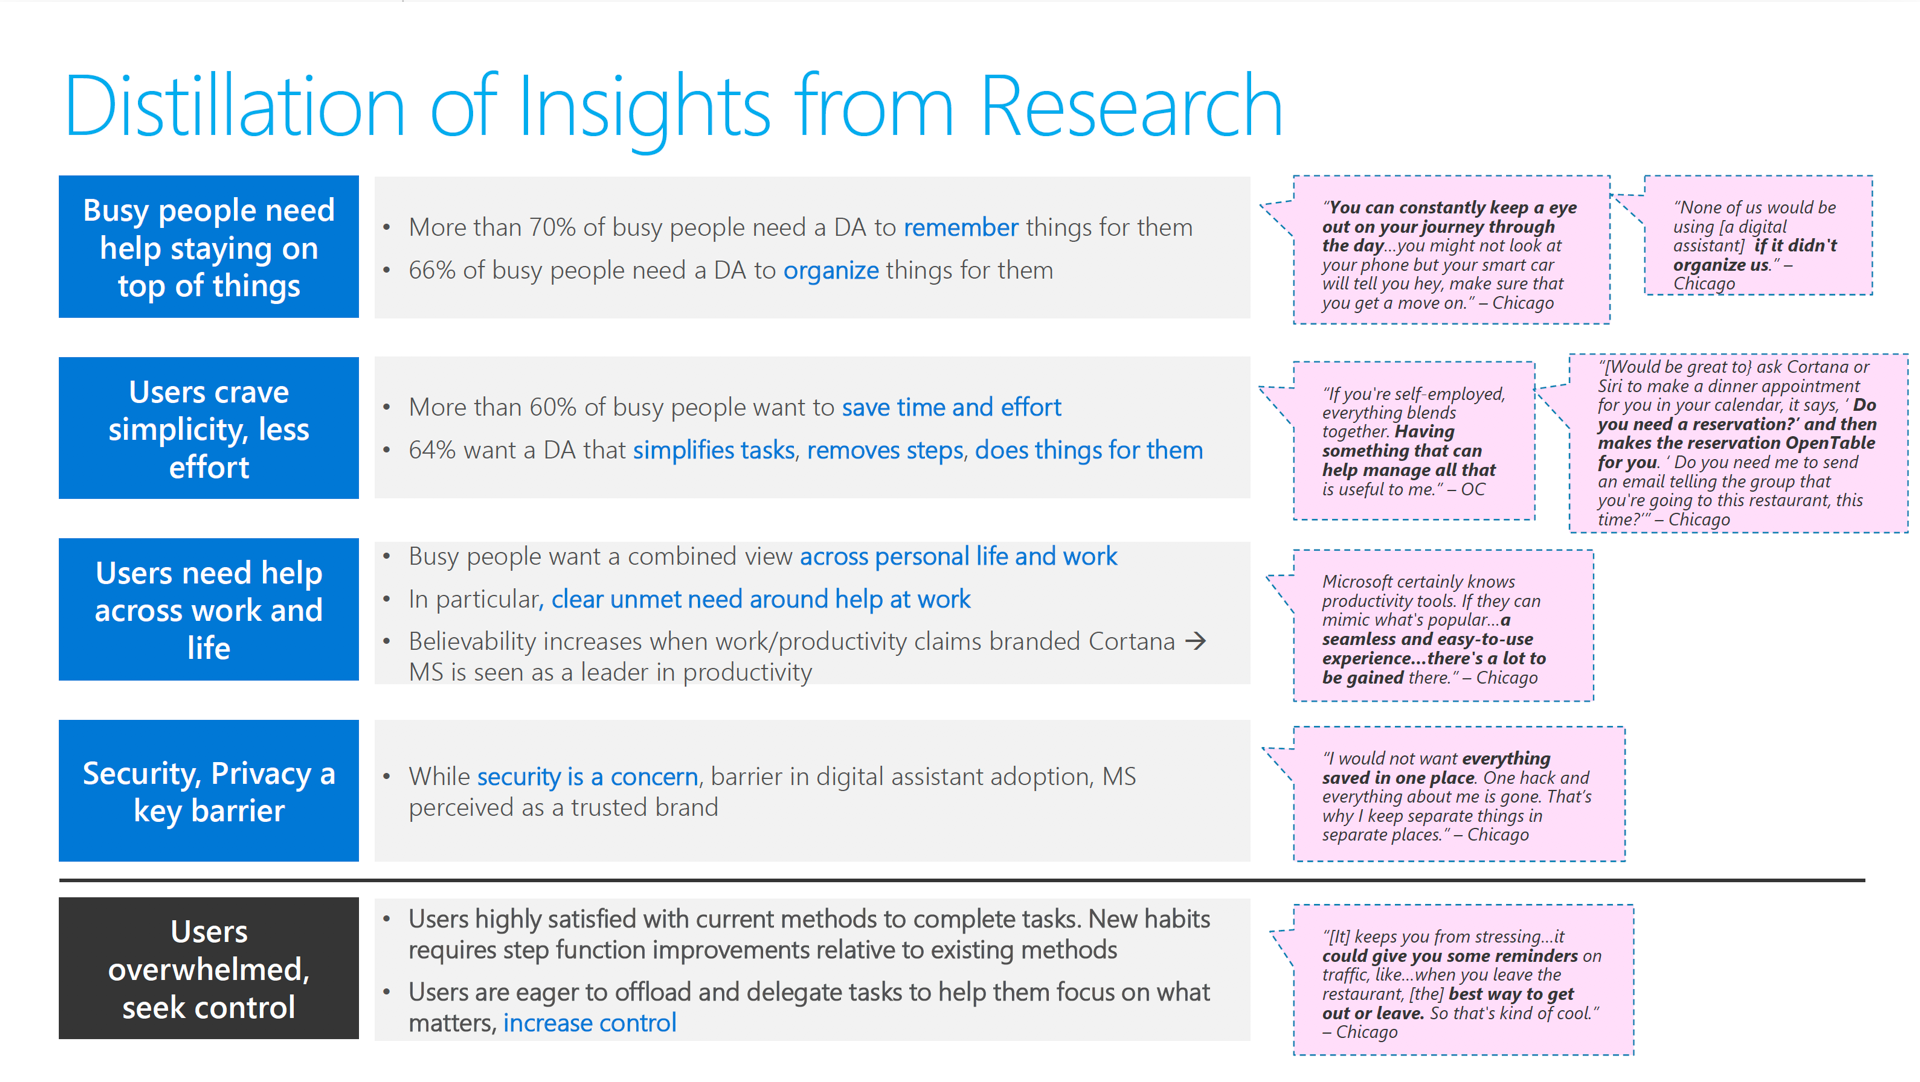 Distillation of Insights from Research
Busy people need
help staying on
top of things
• More than 70% of busy people need a DA to remember things for them
• 66% of busy people need a DA to organize things for them
“You can constantly keep a eye
out on your journey through
the day...you might not look at
your phone but your smart car
will tell you hey, make sure that
you get a move on.” – Chicago
“None of us would be
using [a digital
assistant] if it didn't
organize us.” –
Chicago
Users crave
simplicity, less
effort
• More than 60% of busy people want to save time and effort
• 64% want a DA that simplifies tasks, removes steps, does things for them
“If you're self-employed,
everything blends
together. Having
something that can
help manage all that
is useful to me.” – OC
“[Would be great to} ask Cortana or
Siri to make a dinner appointment
for you in your calendar, it says, ‘ Do
you need a reservation?’ and then
makes the reservation OpenTable
for you. ‘ Do you need me to send
an email telling the group that
you're going to this restaurant, this
time?’” – Chicago
Users need help
across work and
life
• Busy people want a combined view across personal life and work
• In particular, clear unmet need around help at work
• Believability increases when work/productivity claims branded Cortana →
MS is seen as a leader in productivity
Microsoft certainly knows
productivity tools. If they can
mimic what's popular...a
seamless and easy-to-use
experience...there's a lot to
be gained there.” – Chicago
Security, Privacy a
key barrier
• While security is a concern, barrier in digital assistant adoption, MS
perceived as a trusted brand
“I would not want everything
saved in one place. One hack and
everything about me is gone. That’s
why I keep separate things in
separate places.” – Chicago
Users
overwhelmed,
seek control
• Users highly satisfied with current methods to complete tasks. New habits
requires step function improvements relative to existing methods
• Users are eager to offload and delegate tasks to help them focus on what
matters, increase control
“[It] keeps you from stressing...it
could give you some reminders on
traffic, like...when you leave the
restaurant, [the] best way to get
out or leave. So that's kind of cool.”
– Chicago